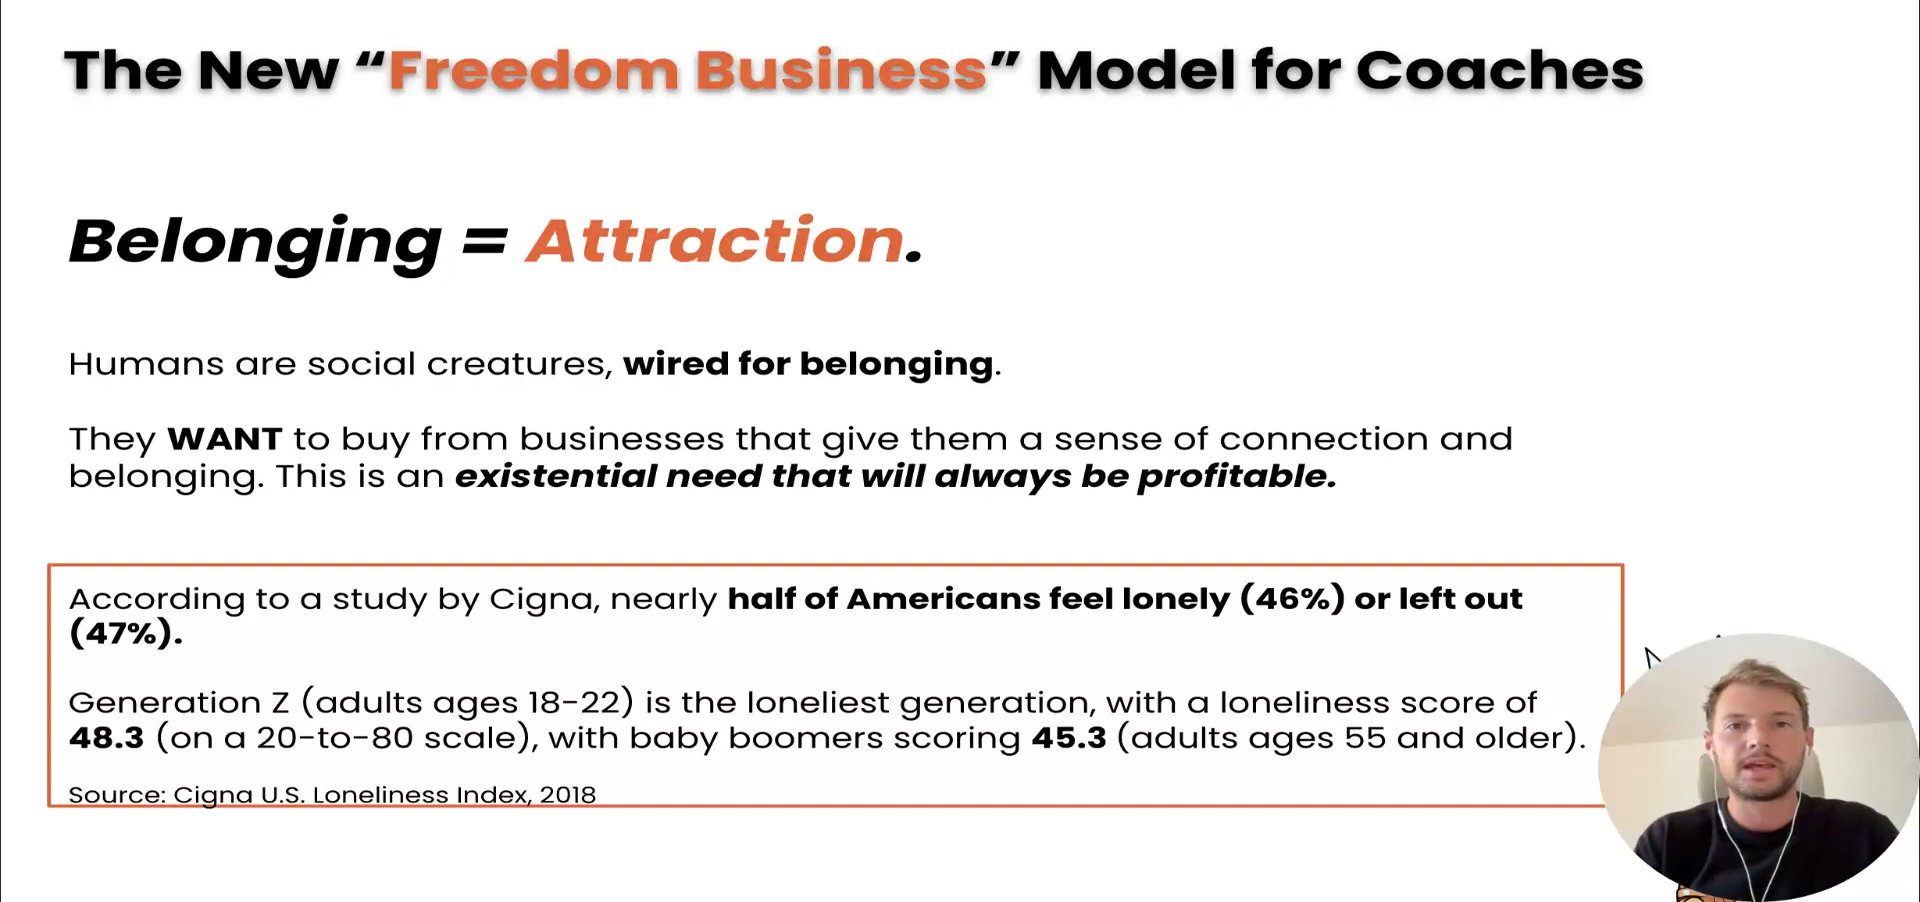 The New “Freedom Business” Model for Coaches
Belonging = Attraction.
Humans are social creatures, wired for belonging.
They WANT to buy from businesses that give them a sense of connection and
belonging. This is an existential need that will always be profitable.
According to a study by Cigna, nearly half of Americans feel lonely (46%) or left out
(47%).
Generation Z (adults ages 18-22) is the loneliest generation, with a loneliness score of
48.3 (on a 20-to-80 scale), with baby boomers scoring 45.3 (adults ages 55 and older).
Source: Cigna U.S. Loneliness Index, 2018